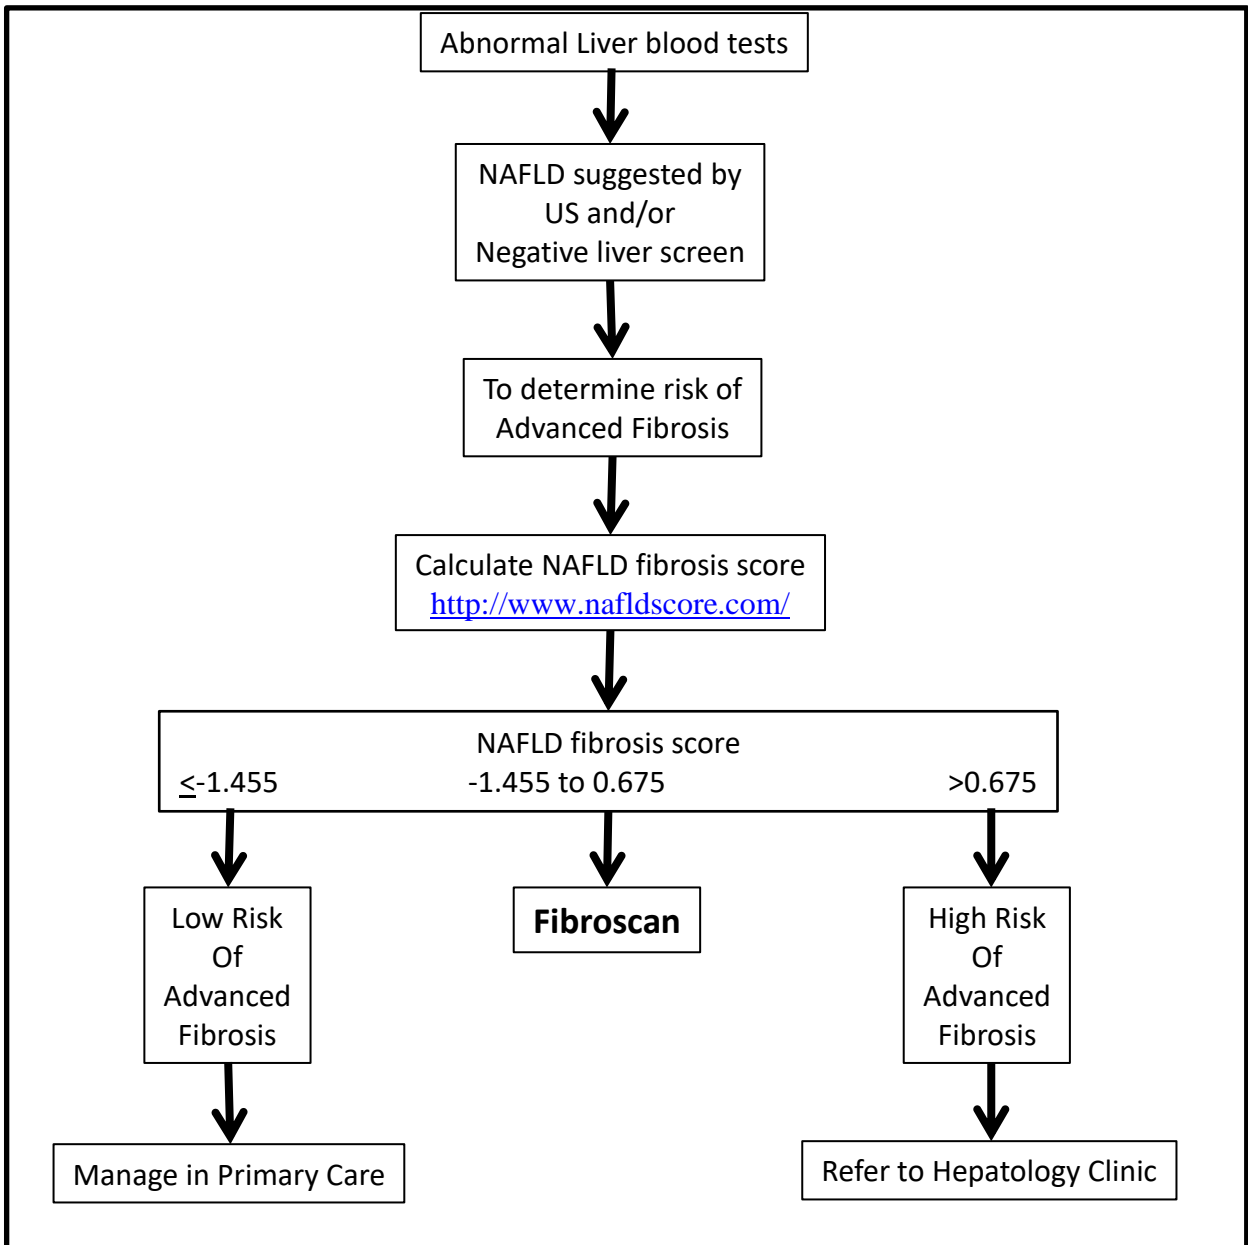 Abnormal Liver blood tests
NAFLD suggested by
US and/or
Negative liver screen
To determine risk of
Advanced Fibrosis
Calculate NAFLD fibrosis score
http://www.nafldscore.com/
NAFLD fibrosis score
≤-1.455 -1.455 to 0.675 >0.675
Low Risk
Of
Advanced
Fibrosis
Fibroscan
High Risk
Of
Advanced
Fibrosis
Manage in Primary Care
Refer to Hepatology Clinic